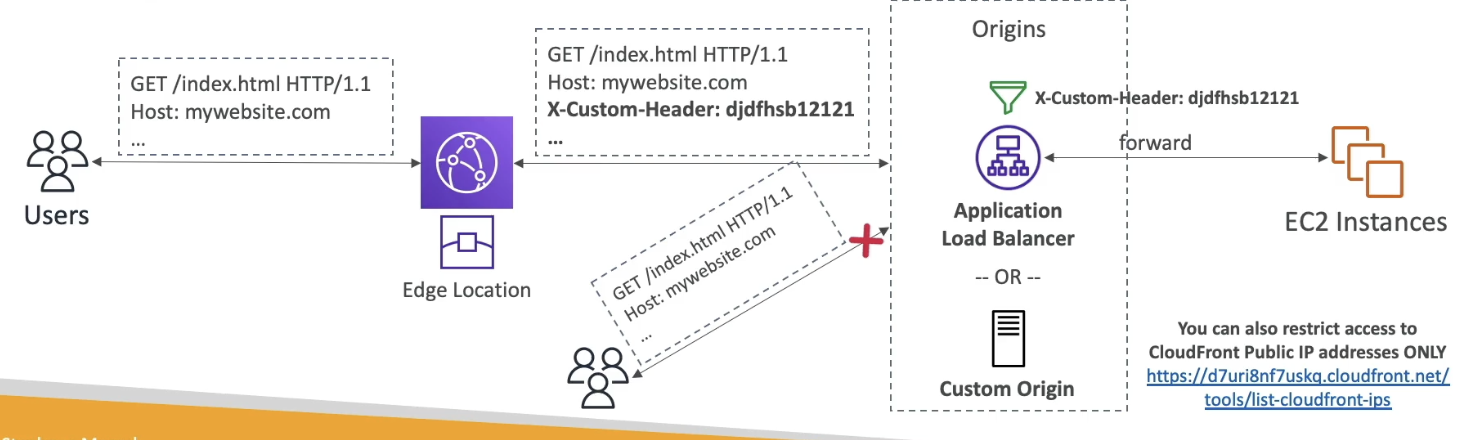 GET /index.html HTTP/1.1
Host: mywebsite.com
...
Users
Edge Location
GET /index.html HTTP/1.1
Host: mywebsite.com
X-Custom-Header: djdfhsb12121
...
GET /index.html HTTP/1.1
Host: mywebsite.com
...
Origins
X-Custom-Header: djdfhsb12121
Application
Load Balancer
-- OR --
Custom Origin
forward
EC2 Instances
You can also restrict access to
CloudFront Public IP addresses ONLY
https://d7uri8nf7uskq.cloudfront.net/
tools/list-cloudfront-ips